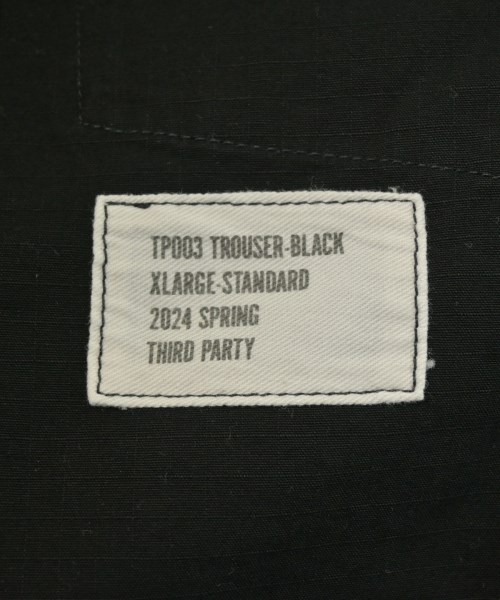 TP003 TROUSER-BLACK
XLARGE-STANDARD
2024 SPRING
THIRD PARTY